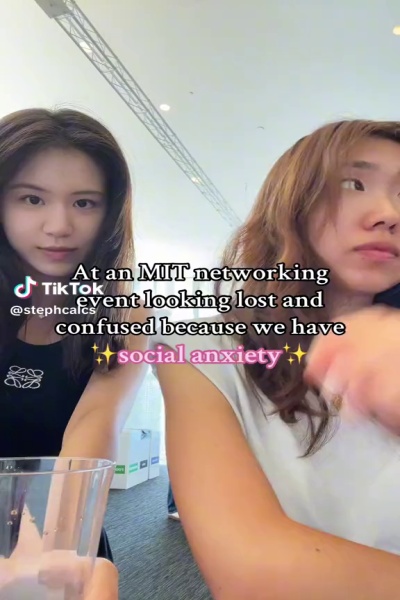 At an MIT networking
TikTok
event looking lost and
@stephcalcs
confused because we have
✨social anxiety✨